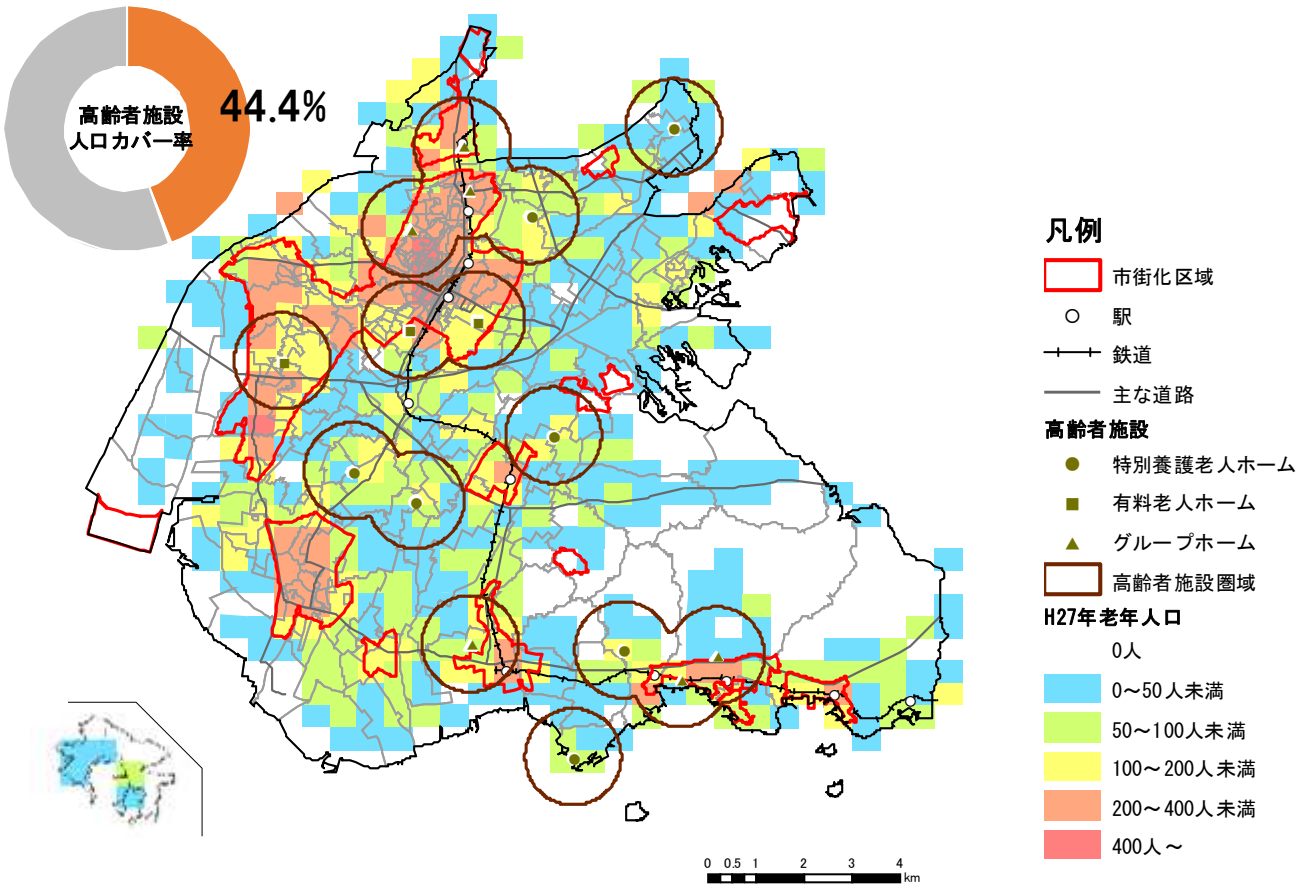 高齢者施設
人口カバー率
44.4%
凡例
市街化区域
駅
鉄道
主な道路
高齢者施設
特別養護老人ホーム
有料老人ホーム
グループホーム
高齢者施設圏域
H27年老年人口
0人
0~50人未満
50~100人未満
100~200人未満
200~400人未満
400人~
0 0.5 1 2 3 4
km